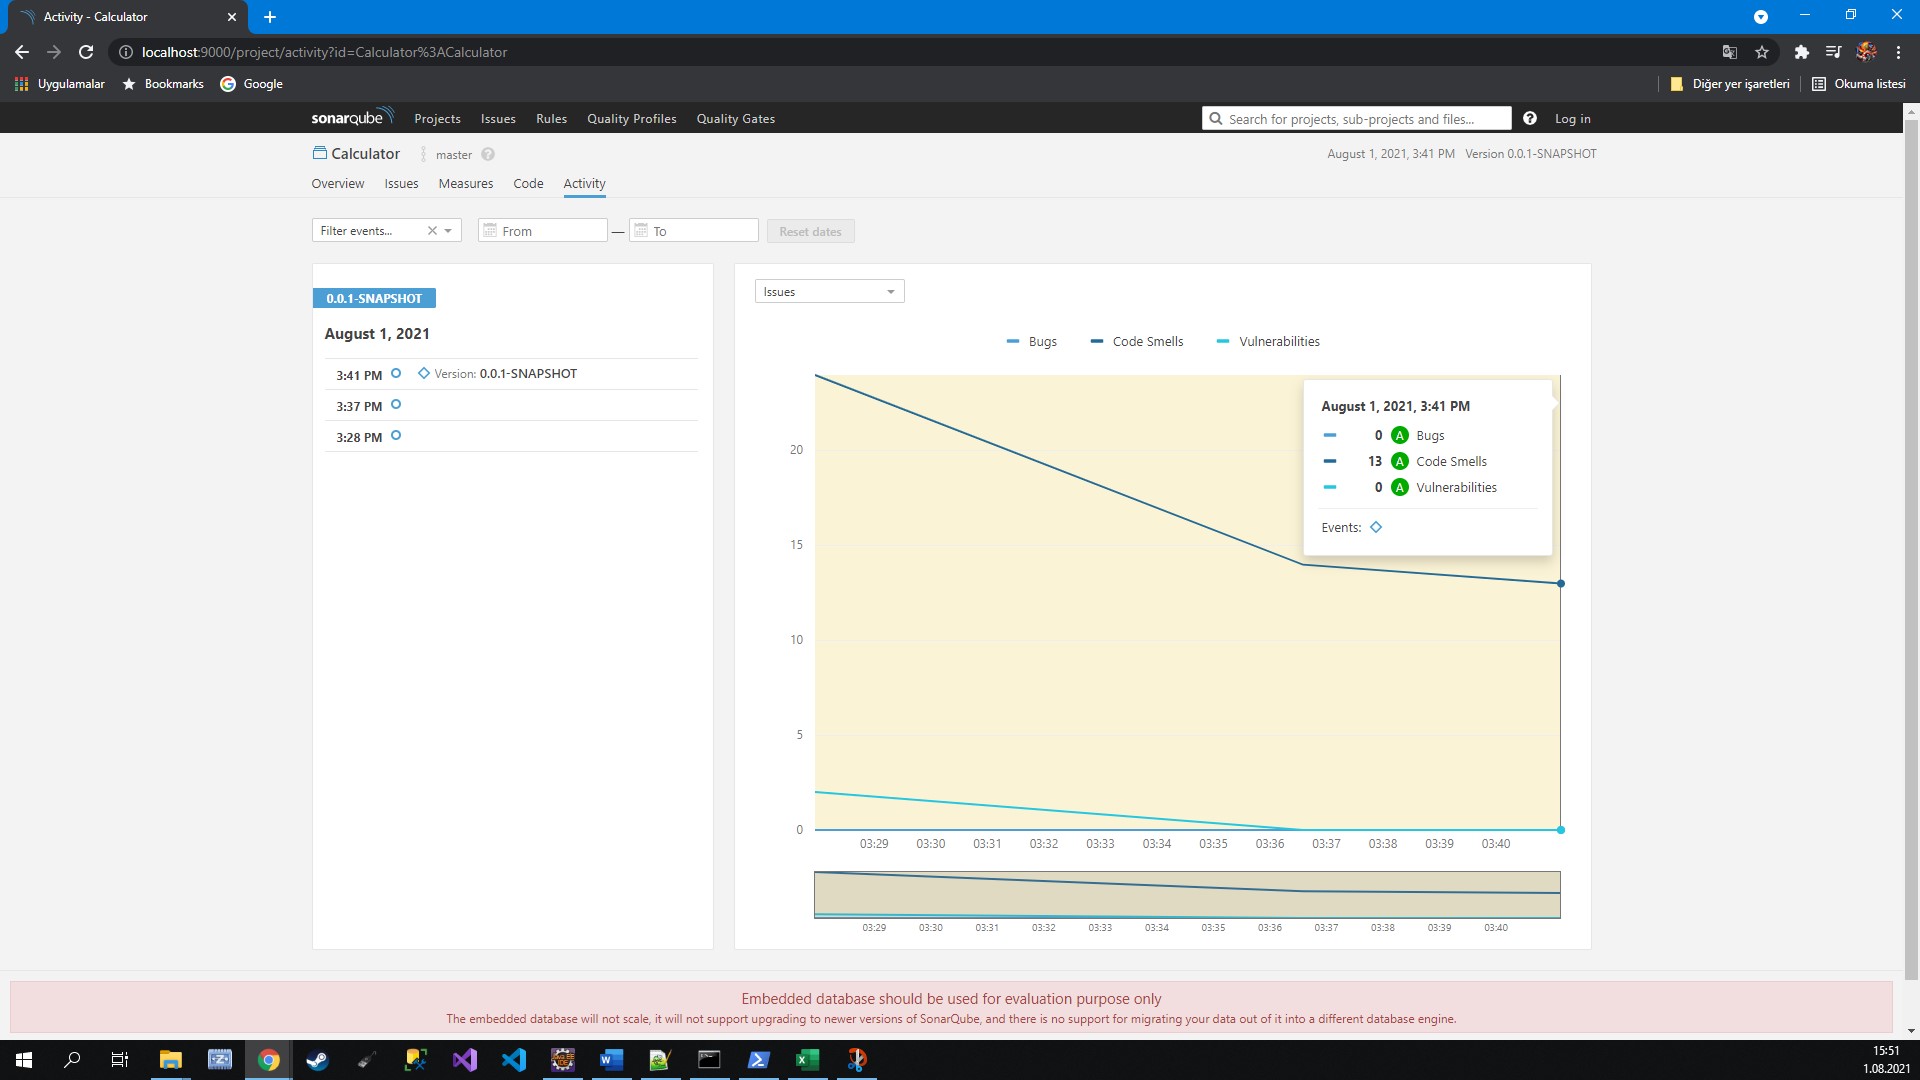 Activity - Calculator
localhost:9000/project/activity?id=Calculator%3ACalculator
Uygulamalar Bookmarks Google Diğer yer işaretleri Okuma listesi
sonarqube Projects Issues Rules Quality Profiles Quality Gates Search for projects, sub-projects and files... Log in
Calculator master August 1, 2021, 3:41 PM Version 0.0.1-SNAPSHOT
Overview Issues Measures Code Activity
Filter events... From — To Reset dates
0.0.1-SNAPSHOT
August 1, 2021
3:41 PM Version: 0.0.1-SNAPSHOT
3:37 PM
3:28 PM
Issues
Bugs Code Smells Vulnerabilities
20
15
10
5
0
03:29 03:30 03:31 03:32 03:33 03:34 03:35 03:36 03:37 03:38 03:39 03:40
August 1, 2021, 3:41 PM
0 A Bugs
13 A Code Smells
0 A Vulnerabilities
Events:
03:29 03:30 03:31 03:32 03:33 03:34 03:35 03:36 03:37 03:38 03:39 03:40
Embedded database should be used for evaluation purpose only
The embedded database will not scale, it will not support upgrading to newer versions of SonarQube, and there is no support for migrating your data out of it into a different database engine.
15:51
1.08.2021